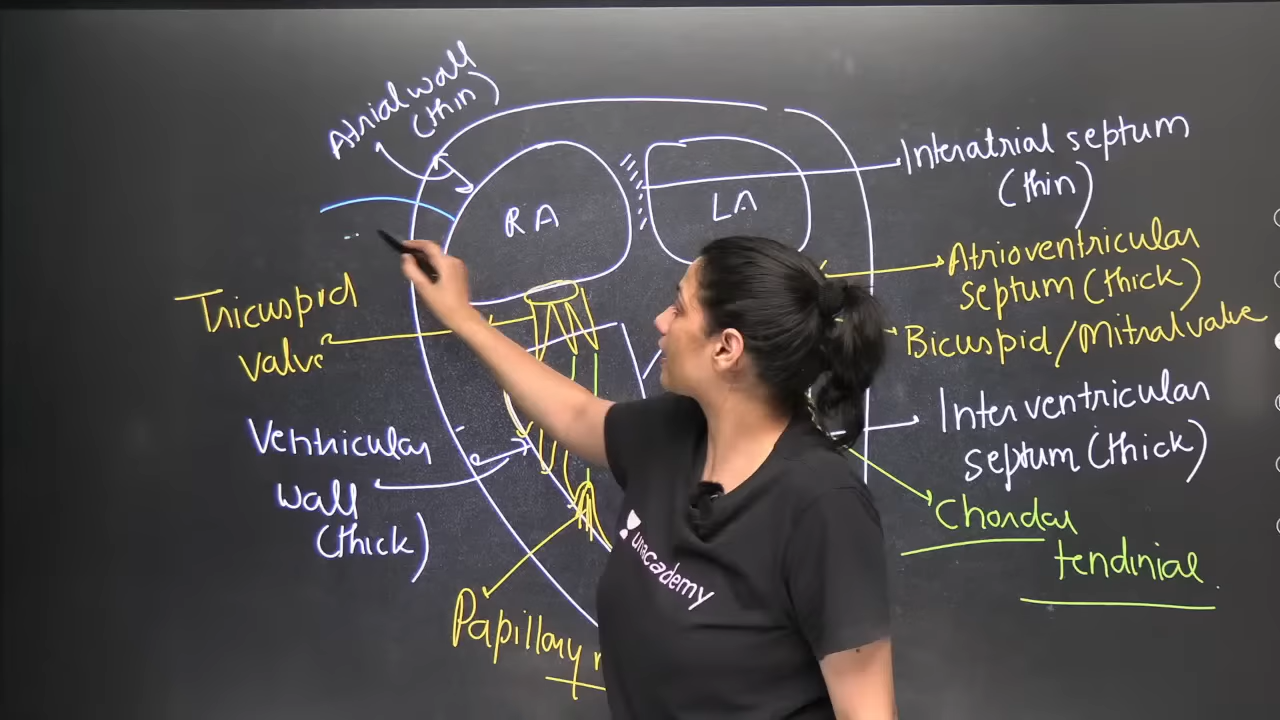 Atrial wall
(thin)
RA
LA
Interatrial septum
(thin)
Atrioventricular
septum (thick)
Bicuspid/Mitral valve
Tricuspid
valve
Interventricular
septum (thick)
Ventricular
wall
(thick)
Chordae
tendinial
Papillary
unacademy